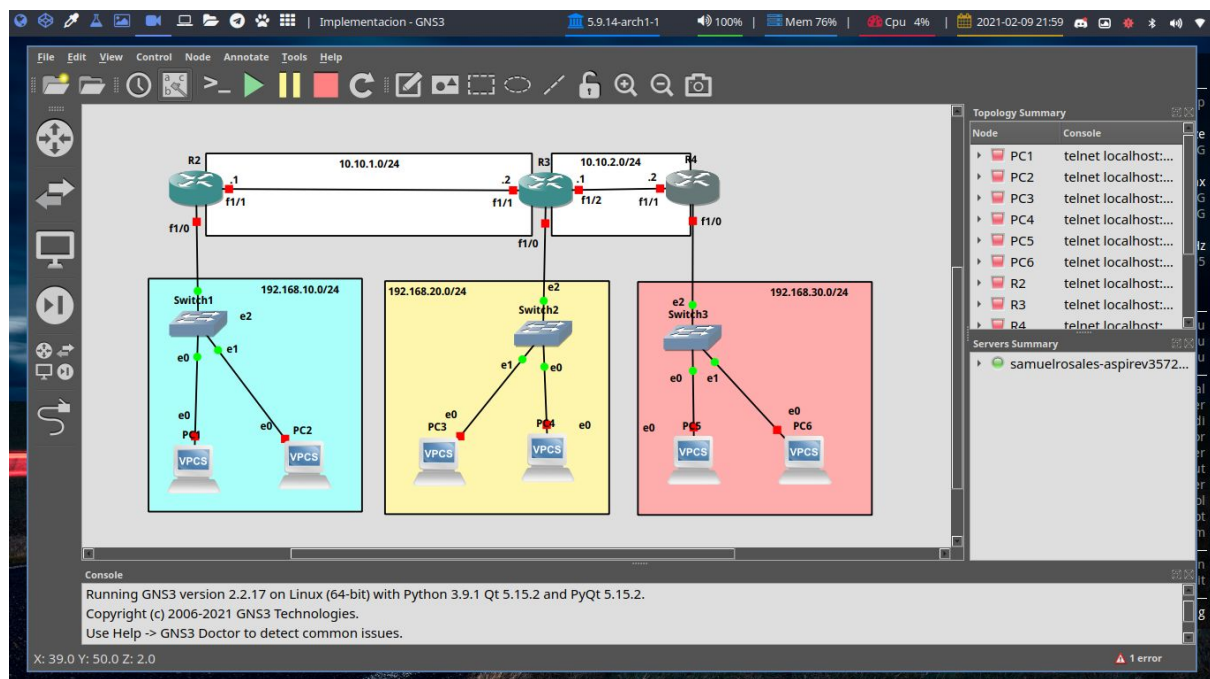 Implementacion - GNS3
5.9.14-arch1-1
100%
Mem 76%
Cpu 4%
2021-02-09 21:59
File Edit View Control Node Annotate Tools Help
Topology Summary
Node Console
PC1 telnet localhost:...
PC2 telnet localhost:...
PC3 telnet localhost:...
PC4 telnet localhost:...
PC5 telnet localhost:...
PC6 telnet localhost:...
R2 telnet localhost:...
R3 telnet localhost:...
R4 telnet localhost:...
Servers Summary
samuelrosales-aspirev3572...
R2
10.10.1.0/24
R3
10.10.2.0/24
R4
.1
.2
.1
.2
f1/1
f1/1
f1/2
f1/1
f1/0
f1/0
f1/0
192.168.10.0/24
Switch1
e2
e0
e1
e0
PC1
e0
PC2
VPCS
VPCS
192.168.20.0/24
e2
Switch2
e1
e0
e0
PC3
PC4
e0
VPCS
VPCS
192.168.30.0/24
e2
Switch3
e0
e1
e0
e0
PC5
PC6
VPCS
VPCS
Console
Running GNS3 version 2.2.17 on Linux (64-bit) with Python 3.9.1 Qt 5.15.2 and PyQt 5.15.2.
Copyright (c) 2006-2021 GNS3 Technologies.
Use Help -> GNS3 Doctor to detect common issues.
X: 39.0 Y: 50.0 Z: 2.0
1 error